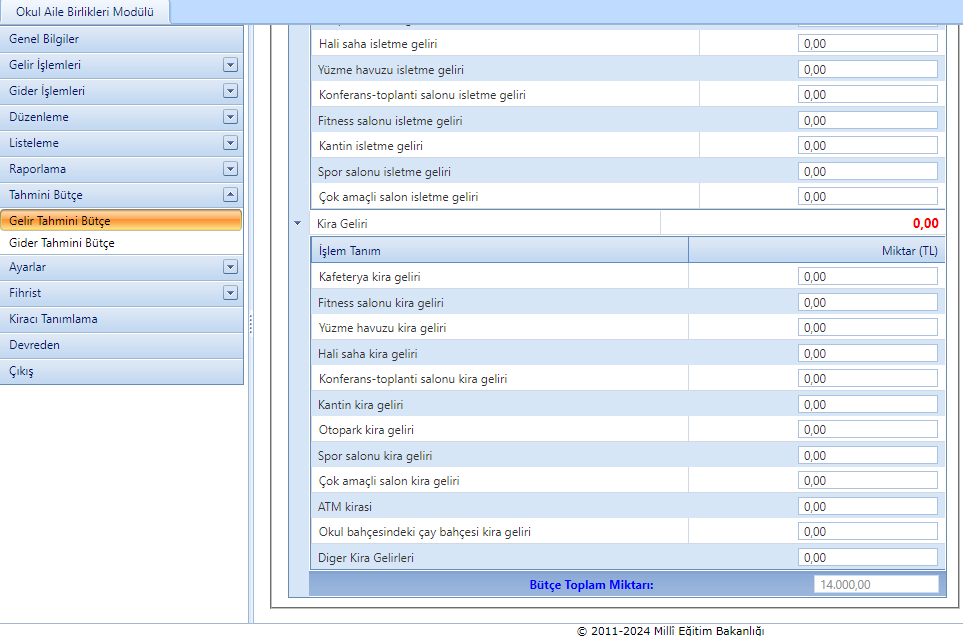 Okul Aile Birlikleri Modülü
Genel Bilgiler
Gelir İşlemleri
Gider İşlemleri
Düzenleme
Listeleme
Raporlama
Tahmini Bütçe
Gelir Tahmini Bütçe
Gider Tahmini Bütçe
Ayarlar
Fihrist
Kiracı Tanımlama
Devreden
Çıkış
Hali saha isletme geliri 0,00
Yüzme havuzu isletme geliri 0,00
Konferans-toplanti salonu isletme geliri 0,00
Fitness salonu isletme geliri 0,00
Kantin isletme geliri 0,00
Spor salonu isletme geliri 0,00
Çok amaçli salon isletme geliri 0,00
Kira Geliri 0,00
İşlem Tanım Miktar (TL)
Kafeterya kira geliri 0,00
Fitness salonu kira geliri 0,00
Yüzme havuzu kira geliri 0,00
Hali saha kira geliri 0,00
Konferans-toplanti salonu kira geliri 0,00
Kantin kira geliri 0,00
Otopark kira geliri 0,00
Spor salonu kira geliri 0,00
Çok amaçli salon kira geliri 0,00
ATM kirasi 0,00
Okul bahçesindeki çay bahçesi kira geliri 0,00
Diger Kira Gelirleri 0,00
Bütçe Toplam Miktarı: 14.000,00
© 2011-2024 Millî Eğitim Bakanlığı